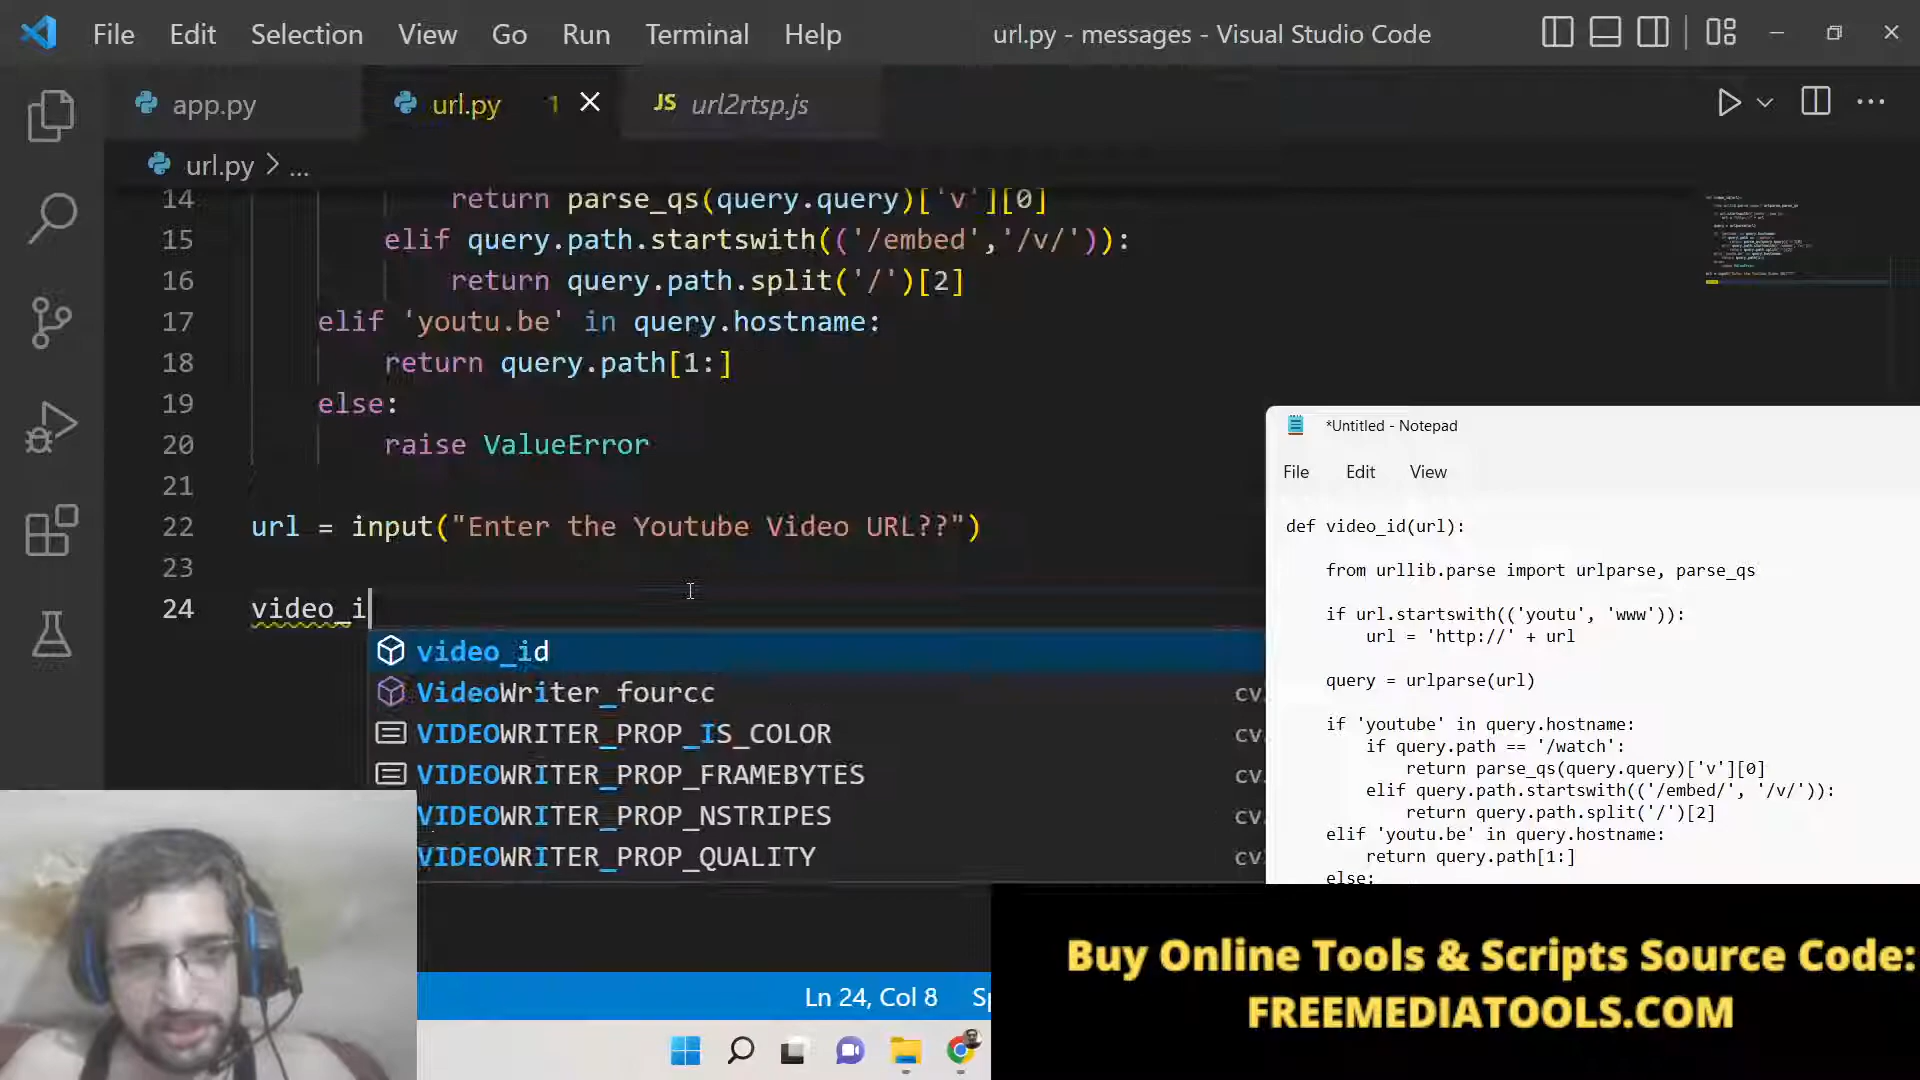 File Edit Selection View Go Run Terminal Help
url.py - messages - Visual Studio Code
app.py
url.py 1
JS url2rtsp.js
url.py > ...
14 return parse_qs(query.query)['v'][0]
15 elif query.path.startswith(('/embed','/v/')):
16 return query.path.split('/')[2]
17 elif 'youtu.be' in query.hostname:
18 return query.path[1:]
19 else:
20 raise ValueError
21
22 url = input("Enter the Youtube Video URL??")
23
24 video_i
video_id
VideoWriter_fourcc cv
VIDEOWRITER_PROP_IS_COLOR cv.
VIDEOWRITER_PROP_FRAMEBYTES cv.
VIDEOWRITER_PROP_NSTRIPES cv.
VIDEOWRITER_PROP_QUALITY cv
*Untitled - Notepad
File Edit View
def video_id(url):
from urllib.parse import urlparse, parse_qs
if url.startswith(('youtu', 'www')):
url = 'http://' + url
query = urlparse(url)
if 'youtube' in query.hostname:
if query.path == '/watch':
return parse_qs(query.query)['v'][0]
elif query.path.startswith(('/embed/', '/v/')):
return query.path.split('/')[2]
elif 'youtu.be' in query.hostname:
return query.path[1:]
else:
Ln 24, Col 8 Sp
Buy Online Tools & Scripts Source Code:
FREEMEDIATOOLS.COM